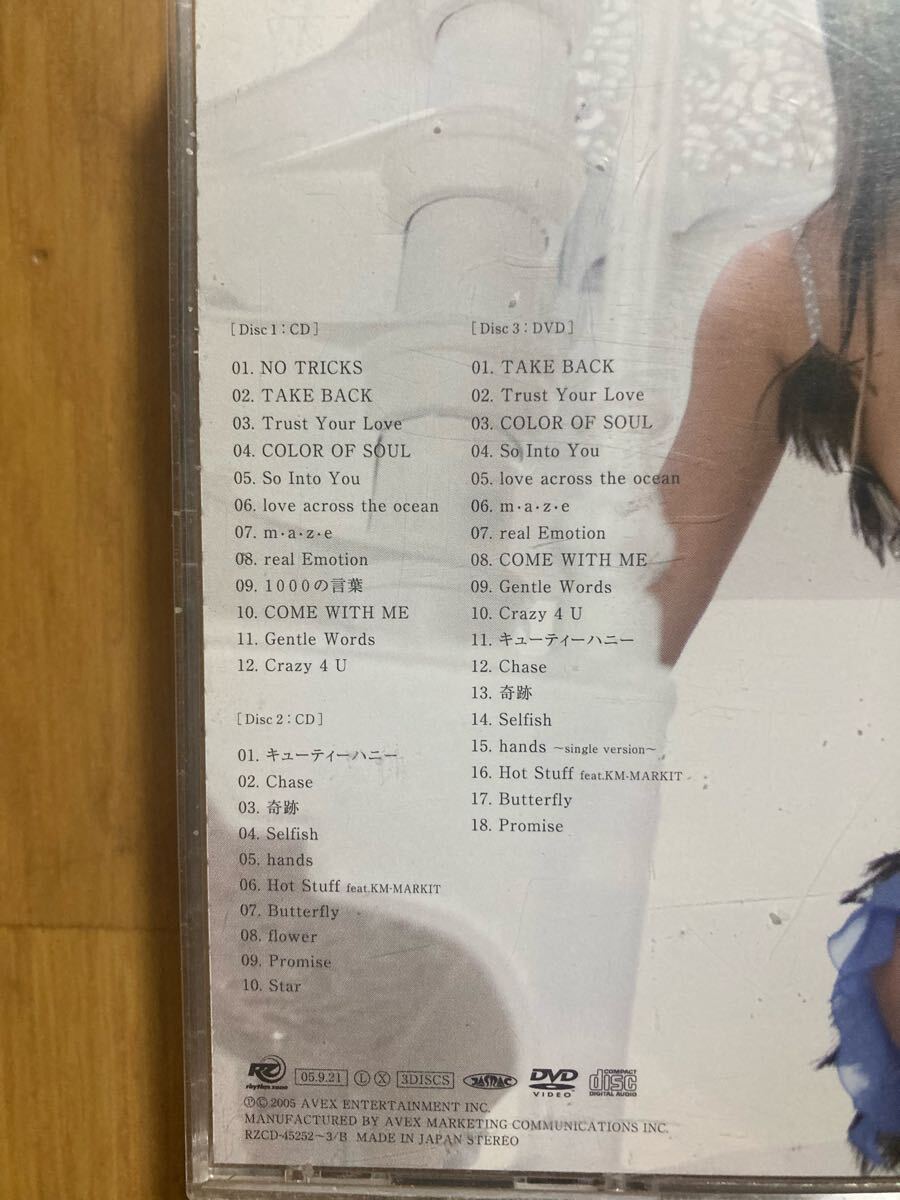 [Disc 1 : CD]
01. NO TRICKS
02. TAKE BACK
03. Trust Your Love
04. COLOR OF SOUL
05. So Into You
06. love across the ocean
07. m・a・z・e
08. real Emotion
09. 1000の言葉
10. COME WITH ME
11. Gentle Words
12. Crazy 4 U
[Disc 2 : CD]
01. キューティーハニー
02. Chase
03. 奇跡
04. Selfish
05. hands
06. Hot Stuff feat.KM-MARKIT
07. Butterfly
08. flower
09. Promise
10. Star
[Disc 3 : DVD]
01. TAKE BACK
02. Trust Your Love
03. COLOR OF SOUL
04. So Into You
05. love across the ocean
06. m・a・z・e
07. real Emotion
08. COME WITH ME
09. Gentle Words
10. Crazy 4 U
11. キューティーハニー
12. Chase
13. 奇跡
14. Selfish
15. hands ～single version～
16. Hot Stuff feat.KM-MARKIT
17. Butterfly
18. Promise
rhythm zone 05.9.21 Ⓛ Ⓧ 3DISCS JASRAC DVD VIDEO COMPACT disc DIGITAL AUDIO
℗© 2005 AVEX ENTERTAINMENT INC.
MANUFACTURED BY AVEX MARKETING COMMUNICATIONS INC.
RZCD-45252～3/B MADE IN JAPAN STEREO